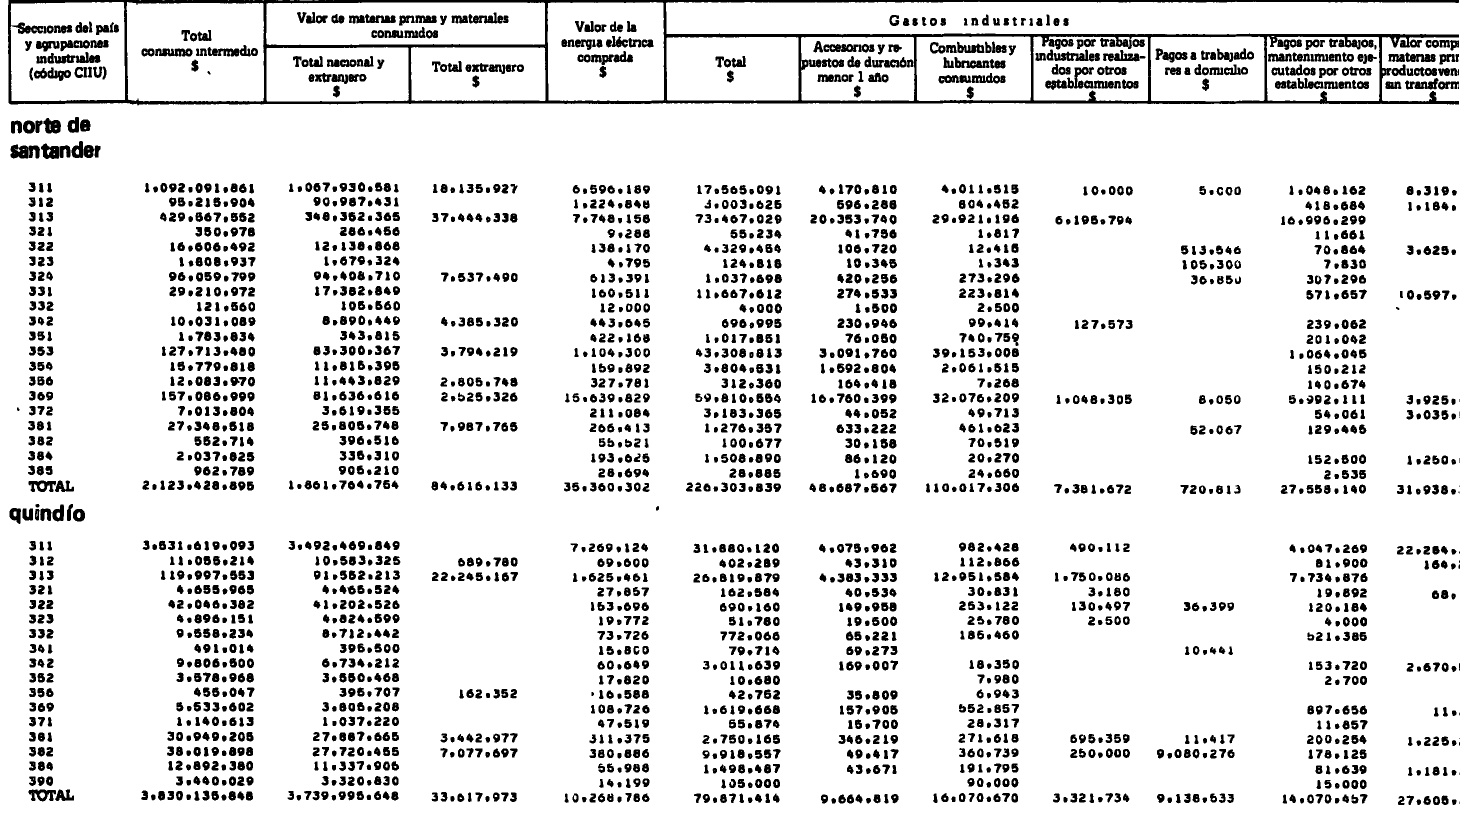 Secciones del país y agrupaciones industriales (código CIIU) | Total consumo intermedio $ | Valor de materias primas y materiales consumidos | Valor de la energía eléctrica comprada $ | Gastos industriales
Total nacional y extranjero $ | Total extranjero $ | Total $ | Accesorios y repuestos de duración menor 1 año $ | Combustibles y lubricantes consumidos $ | Pagos por trabajos industriales realizados por otros establecimientos $ | Pagos a trabajadores a domicilio $ | Pagos por trabajos, mantenimiento ejecutados por otros establecimientos $ | Valor comp materias prim productos ven sin transform $
norte de
santander
311 1.092.091.861 1.067.930.581 18.135.927 6.596.189 17.565.091 4.170.810 4.011.515 10.000 5.000 1.048.162 8.319.
312 95.215.904 90.987.431 1.224.848 3.003.625 596.288 804.452 418.684 1.184.
313 429.567.552 348.352.365 37.444.338 7.748.158 73.467.029 20.353.740 29.921.196 6.195.794 16.996.299
321 350.978 286.456 9.288 55.234 41.756 1.817 11.661
322 16.606.492 12.138.868 138.170 4.329.454 106.720 12.418 513.546 70.864 3.625.
323 1.808.937 1.679.324 4.795 124.818 10.345 1.343 105.300 7.830
324 96.059.799 94.408.710 7.537.490 613.391 1.037.698 420.256 273.296 36.850 307.296
331 29.210.972 17.382.849 160.511 11.667.612 274.533 223.814 571.657 10.597.
332 121.560 105.560 12.000 4.000 1.500 2.500
342 10.031.089 8.890.449 4.385.320 443.645 696.995 230.946 99.414 127.573 239.062
351 1.783.834 343.815 422.168 1.017.851 76.050 740.759 201.042
353 127.713.480 83.300.367 3.794.219 1.104.300 43.308.813 3.091.760 39.153.008 1.064.045
354 15.779.818 11.815.395 159.892 3.804.531 1.592.804 2.061.515 150.212
356 12.083.970 11.443.829 2.805.748 327.781 312.360 164.418 7.268 140.674
369 157.086.999 81.636.616 2.525.326 15.639.829 59.810.554 16.760.399 32.076.209 1.048.305 8.050 5.992.111 3.925.
372 7.013.804 3.619.355 211.084 3.183.365 44.052 49.713 54.061 3.035.
381 27.348.518 25.805.748 7.987.765 266.413 1.276.357 633.222 461.623 52.067 129.445
382 552.714 396.516 55.521 100.677 30.158 70.519
384 2.037.825 335.310 193.625 1.508.890 86.120 20.270 152.500 1.250.
385 962.789 905.210 28.694 28.885 1.690 24.660 2.535
TOTAL 2.123.428.895 1.861.764.754 84.616.133 35.360.302 226.303.839 48.687.567 110.017.306 7.381.672 720.813 27.558.140 31.938.
quindío
311 3.531.619.093 3.492.469.849 7.269.124 31.880.120 4.075.962 982.428 490.112 4.047.269 22.284.
312 11.055.214 10.583.325 689.780 69.600 402.289 43.310 112.866 81.900 164.
313 119.997.553 91.552.213 22.245.167 1.625.461 26.819.879 4.383.333 12.951.584 1.750.086 7.734.876
321 4.655.965 4.465.524 27.857 162.584 40.534 30.831 3.180 19.892 68.
322 42.046.382 41.202.526 153.696 690.160 149.958 253.122 130.497 36.399 120.184
323 4.896.151 4.824.599 19.772 51.780 19.500 25.780 2.500 4.000
332 9.558.234 8.712.442 73.726 772.066 65.221 185.460 521.385
341 491.014 395.500 15.800 79.714 69.273 10.441
342 9.806.500 6.734.212 60.649 3.011.639 169.007 18.350 153.720 2.670.
352 3.578.968 3.550.468 17.820 10.680 7.980 2.700
356 455.047 395.707 162.352 16.588 42.752 35.809 6.943
369 5.533.602 3.805.208 108.726 1.619.668 157.905 552.857 897.656 11.
371 1.140.613 1.037.220 47.519 55.874 15.700 28.317 11.857
381 30.949.205 27.887.665 3.442.977 311.375 2.750.165 346.219 271.618 695.359 11.417 200.254 1.225.
382 38.019.898 27.720.455 7.077.697 380.886 9.918.557 49.417 360.739 250.000 9.080.276 178.125
384 12.892.380 11.337.905 55.988 1.498.487 43.671 191.795 81.639 1.181.
390 3.440.029 3.320.830 14.199 105.000 90.000 15.000
TOTAL 3.830.135.848 3.739.995.648 33.617.973 10.268.786 79.871.414 9.664.819 16.070.670 3.321.734 9.138.533 14.070.457 27.605.